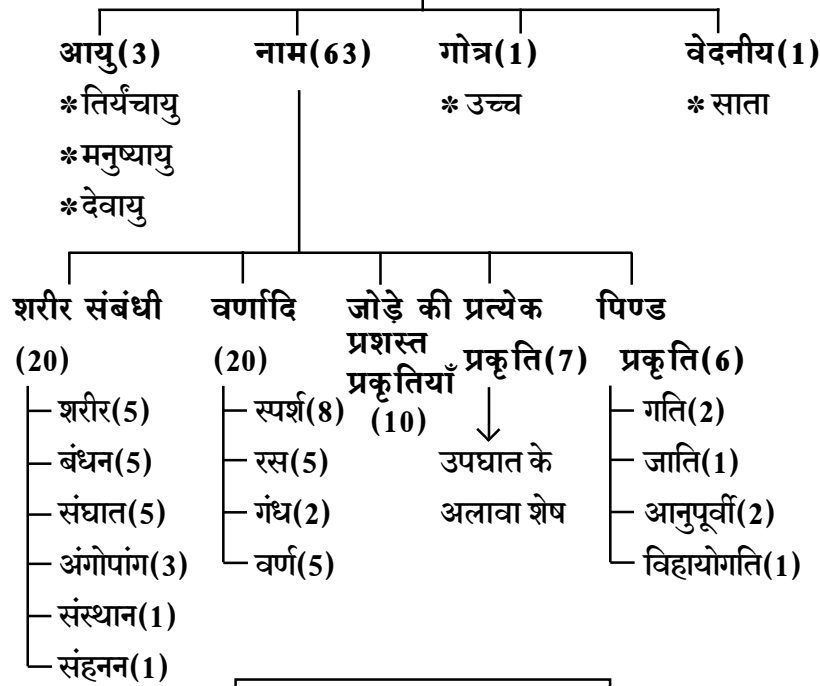 आयु(3) नाम(63) गोत्र(1) वेदनीय(1)
* तिर्यंचायु * उच्च * साता
* मनुष्यायु
* देवायु
शरीर संबंधी वर्णादि जोड़े की प्रत्येक पिण्ड
(20) (20) प्रशस्त प्रकृति(7) प्रकृति(6)
प्रकृतियाँ
(10)
शरीर(5) स्पर्श(8) गति(2)
बंधन(5) रस(5) उपघात के जाति(1)
संघात(5) गंध(2) अलावा शेष आनुपूर्वी(2)
अंगोपांग(3) वर्ण(5) विहायोगति(1)
संस्थान(1)
संहनन(1)